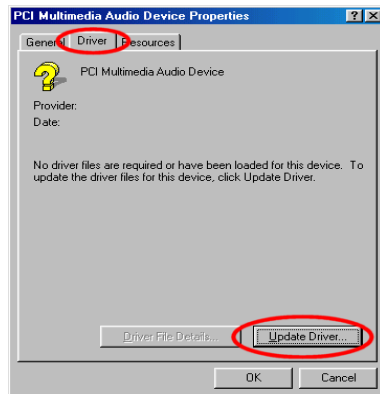 PCI Multimedia Audio Device Properties
General Driver Resources
PCI Multimedia Audio Device
Provider:
Date:
No driver files are required or have been loaded for this device. To
update the driver files for this device, click Update Driver.
Driver File Details... Update Driver...
OK Cancel